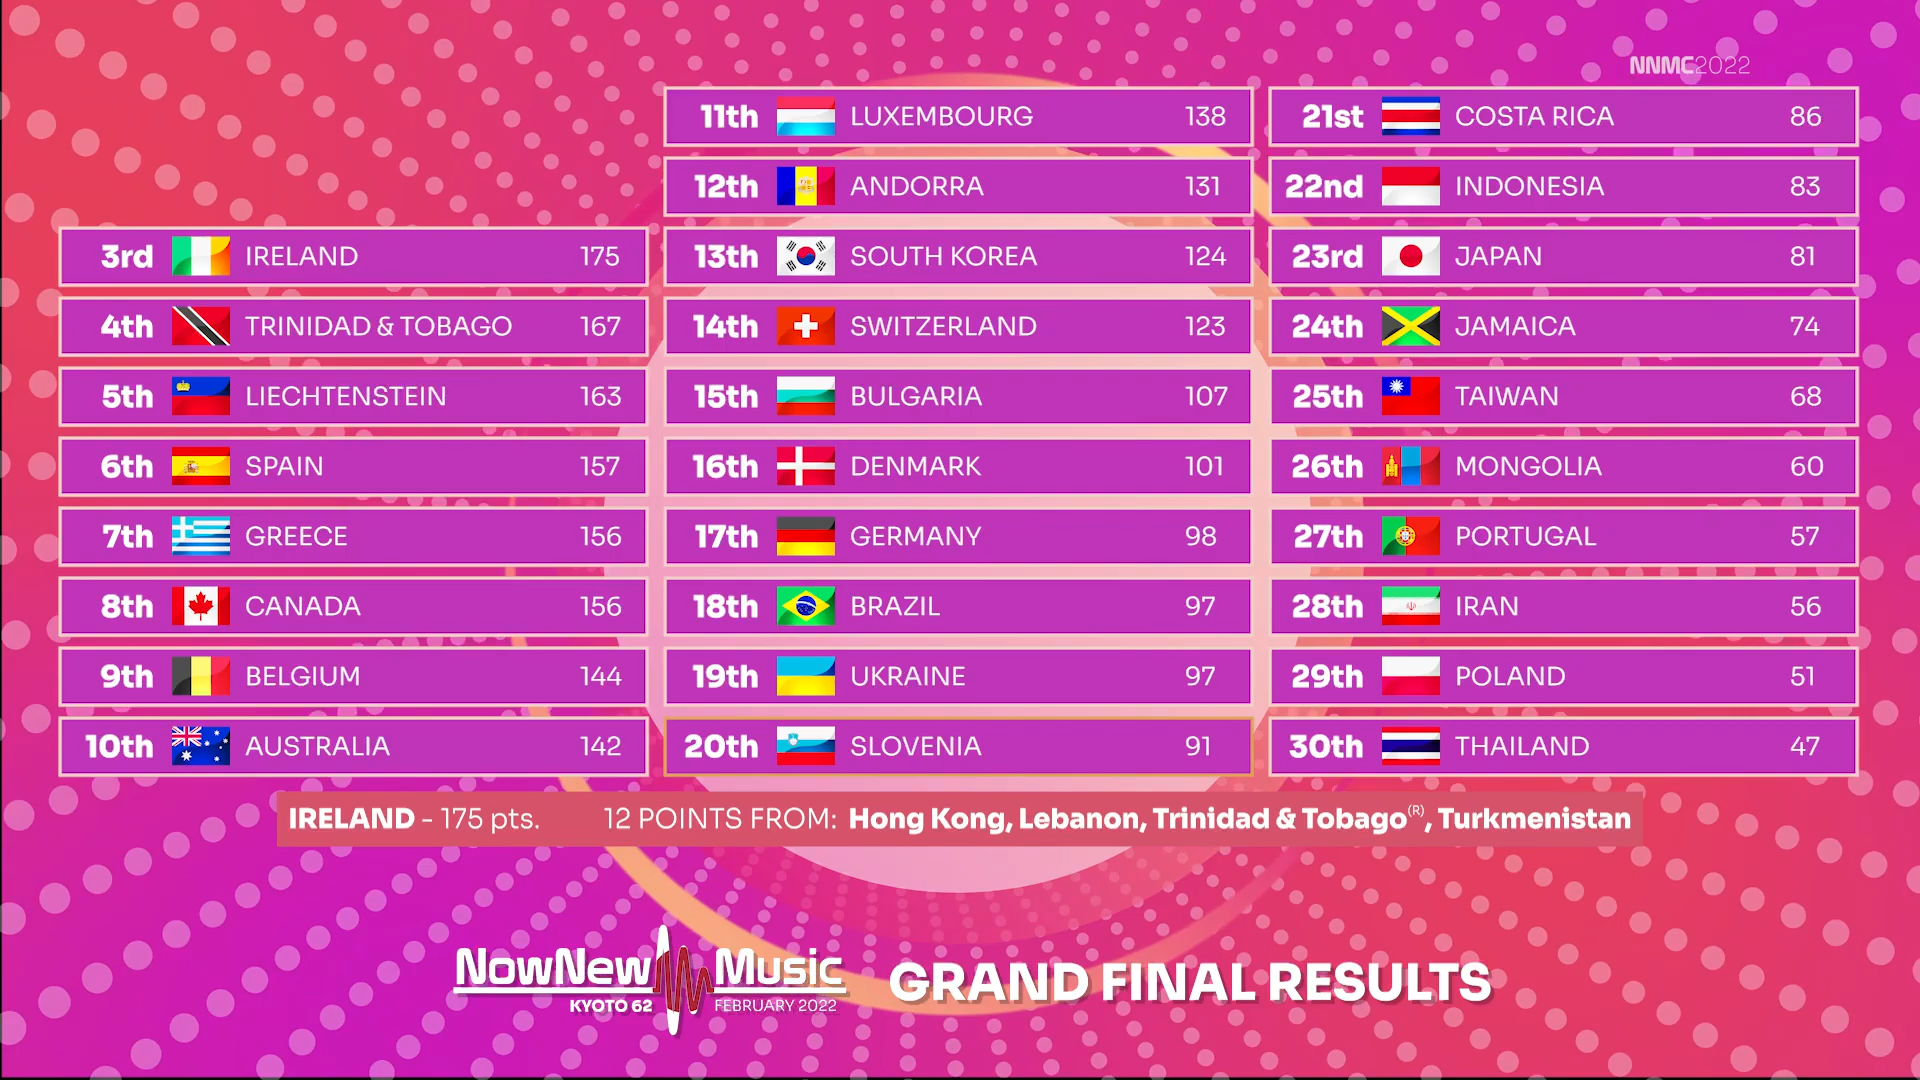 NNMC2022
3rd IRELAND 175
4th TRINIDAD & TOBAGO 167
5th LIECHTENSTEIN 163
6th SPAIN 157
7th GREECE 156
8th CANADA 156
9th BELGIUM 144
10th AUSTRALIA 142
11th LUXEMBOURG 138
12th ANDORRA 131
13th SOUTH KOREA 124
14th SWITZERLAND 123
15th BULGARIA 107
16th DENMARK 101
17th GERMANY 98
18th BRAZIL 97
19th UKRAINE 97
20th SLOVENIA 91
21st COSTA RICA 86
22nd INDONESIA 83
23rd JAPAN 81
24th JAMAICA 74
25th TAIWAN 68
26th MONGOLIA 60
27th PORTUGAL 57
28th IRAN 56
29th POLAND 51
30th THAILAND 47
IRELAND - 175 pts. 12 POINTS FROM: Hong Kong, Lebanon, Trinidad & Tobago(R), Turkmenistan
NowNew Music
KYOTO 62 FEBRUARY 2022
GRAND FINAL RESULTS